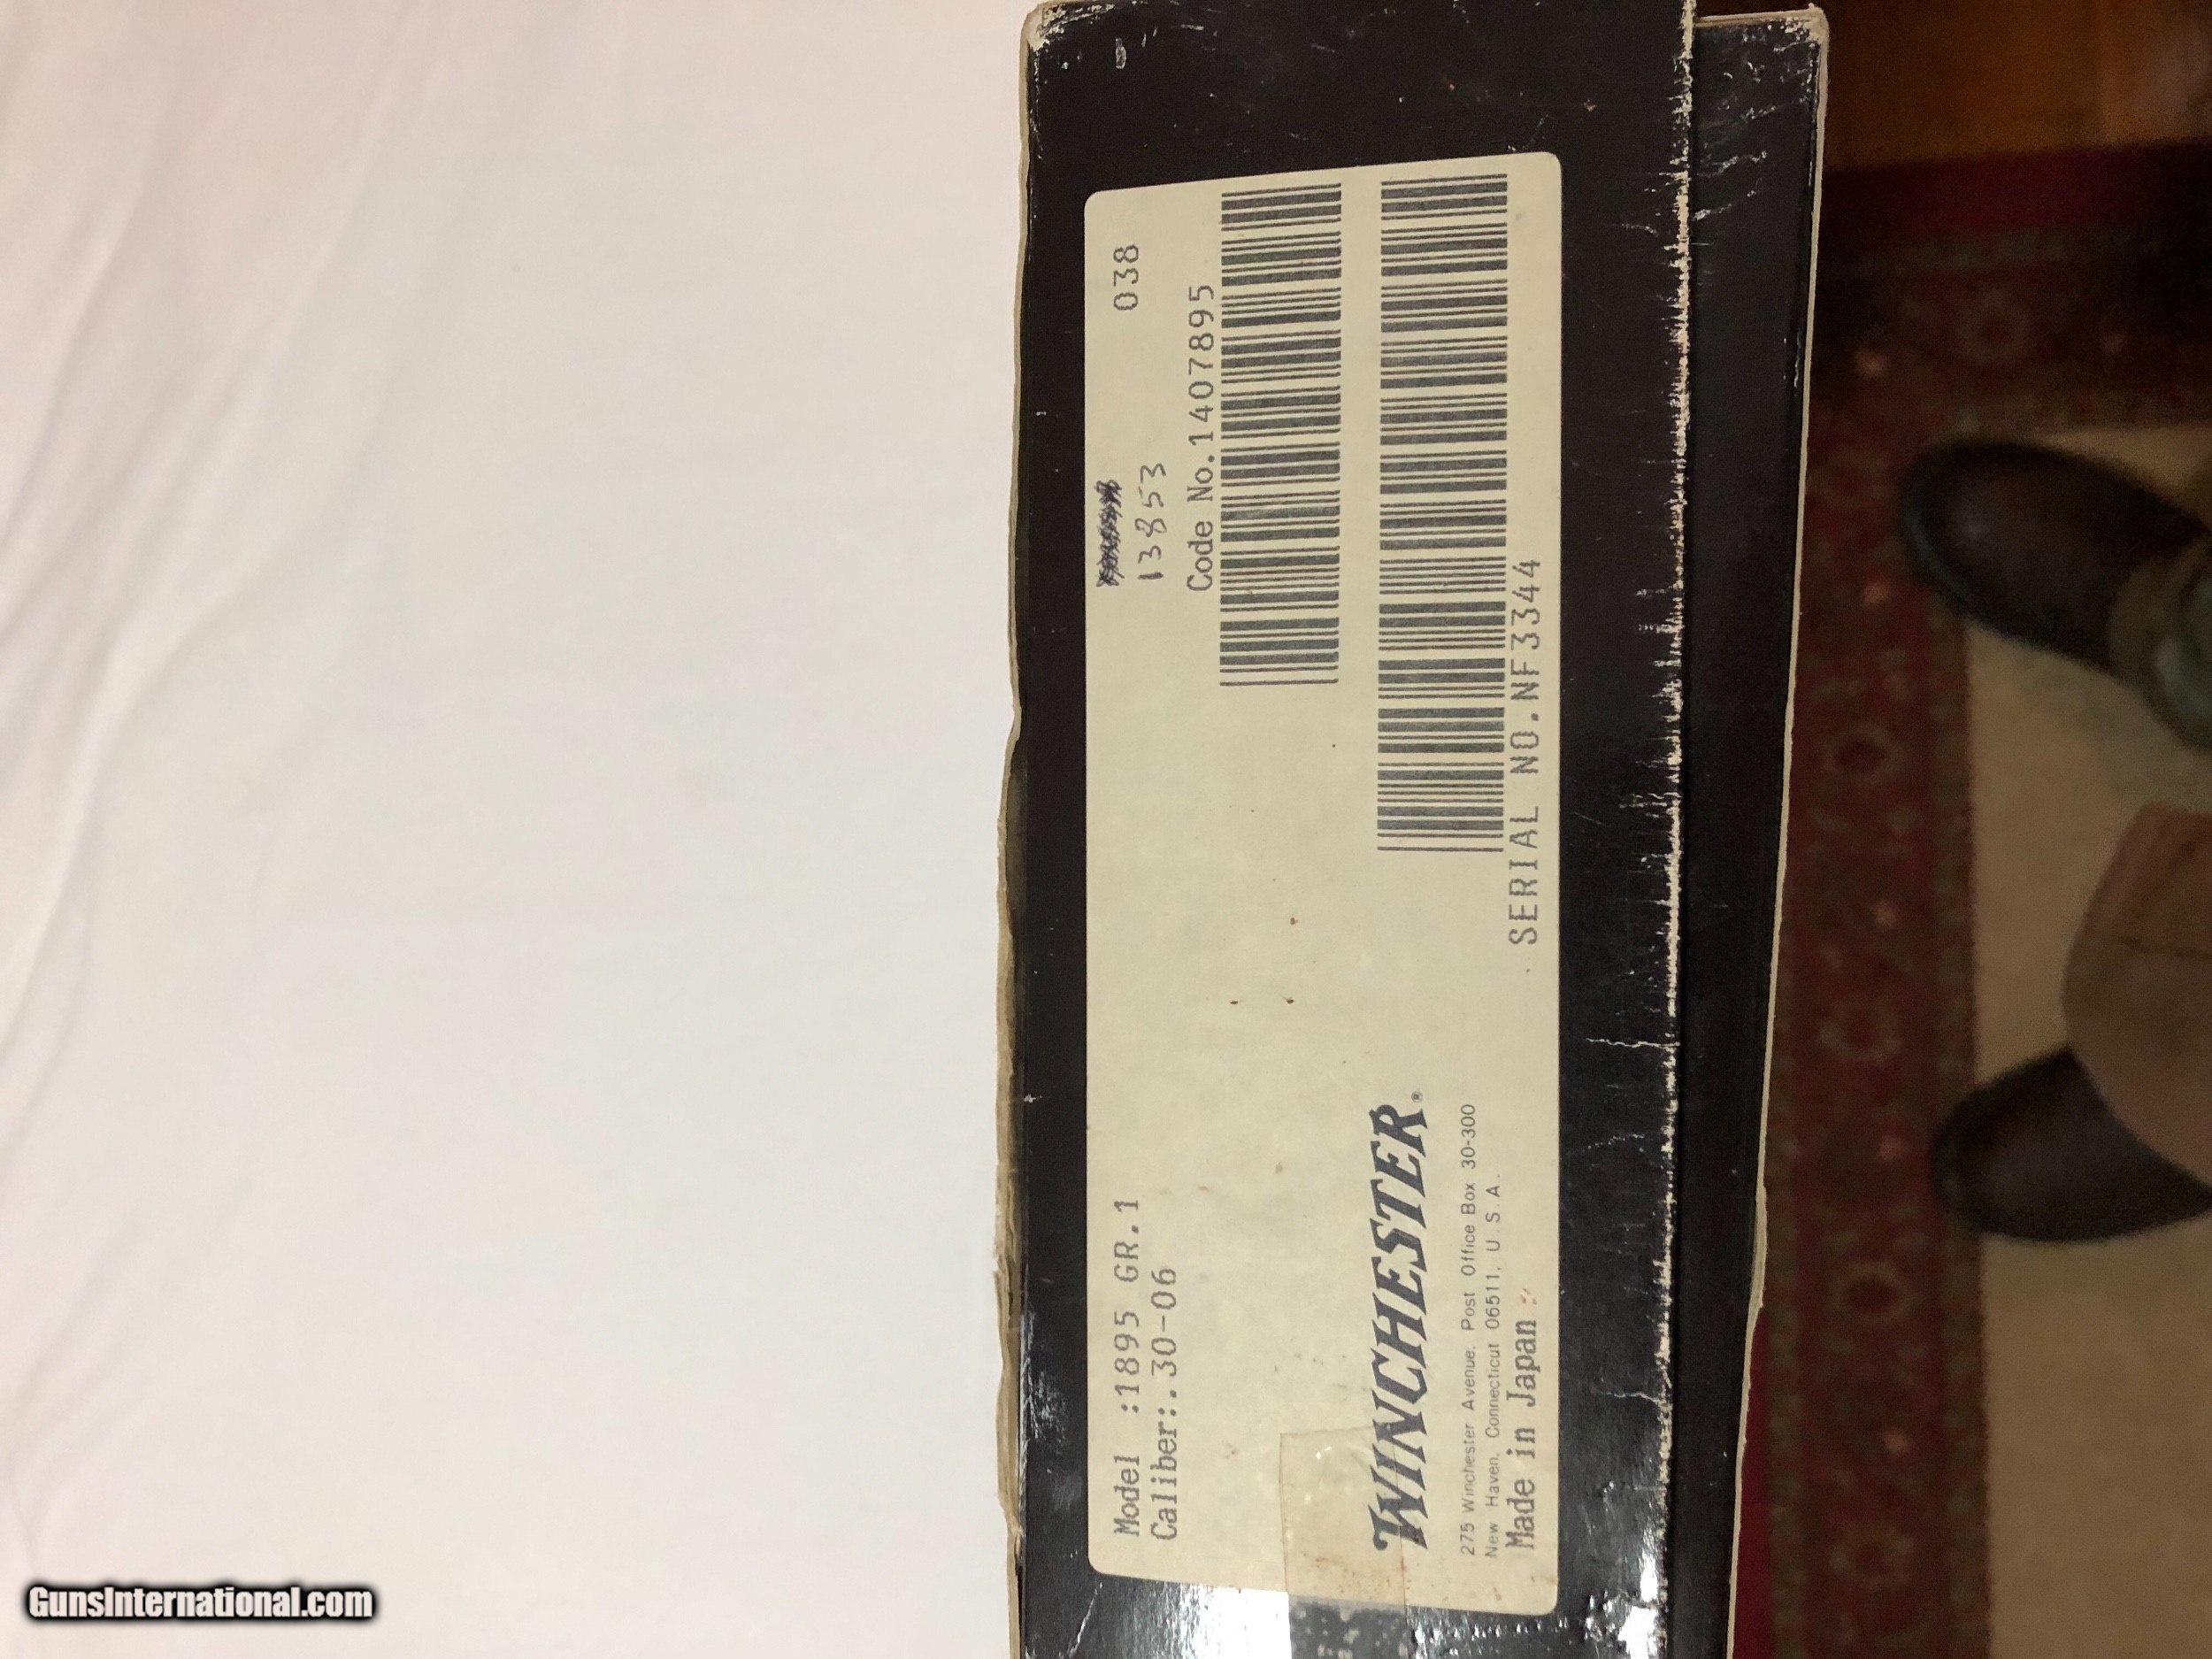 Model :1895 GR.1
Caliber:.30-06
038
13853
Code No.1407895
WINCHESTER®
275 Winchester Avenue, Post Office Box 30-300
New Haven, Connecticut 06511, U.S.A.
Made in Japan
SERIAL NO.NF3344
GunsInternational.com